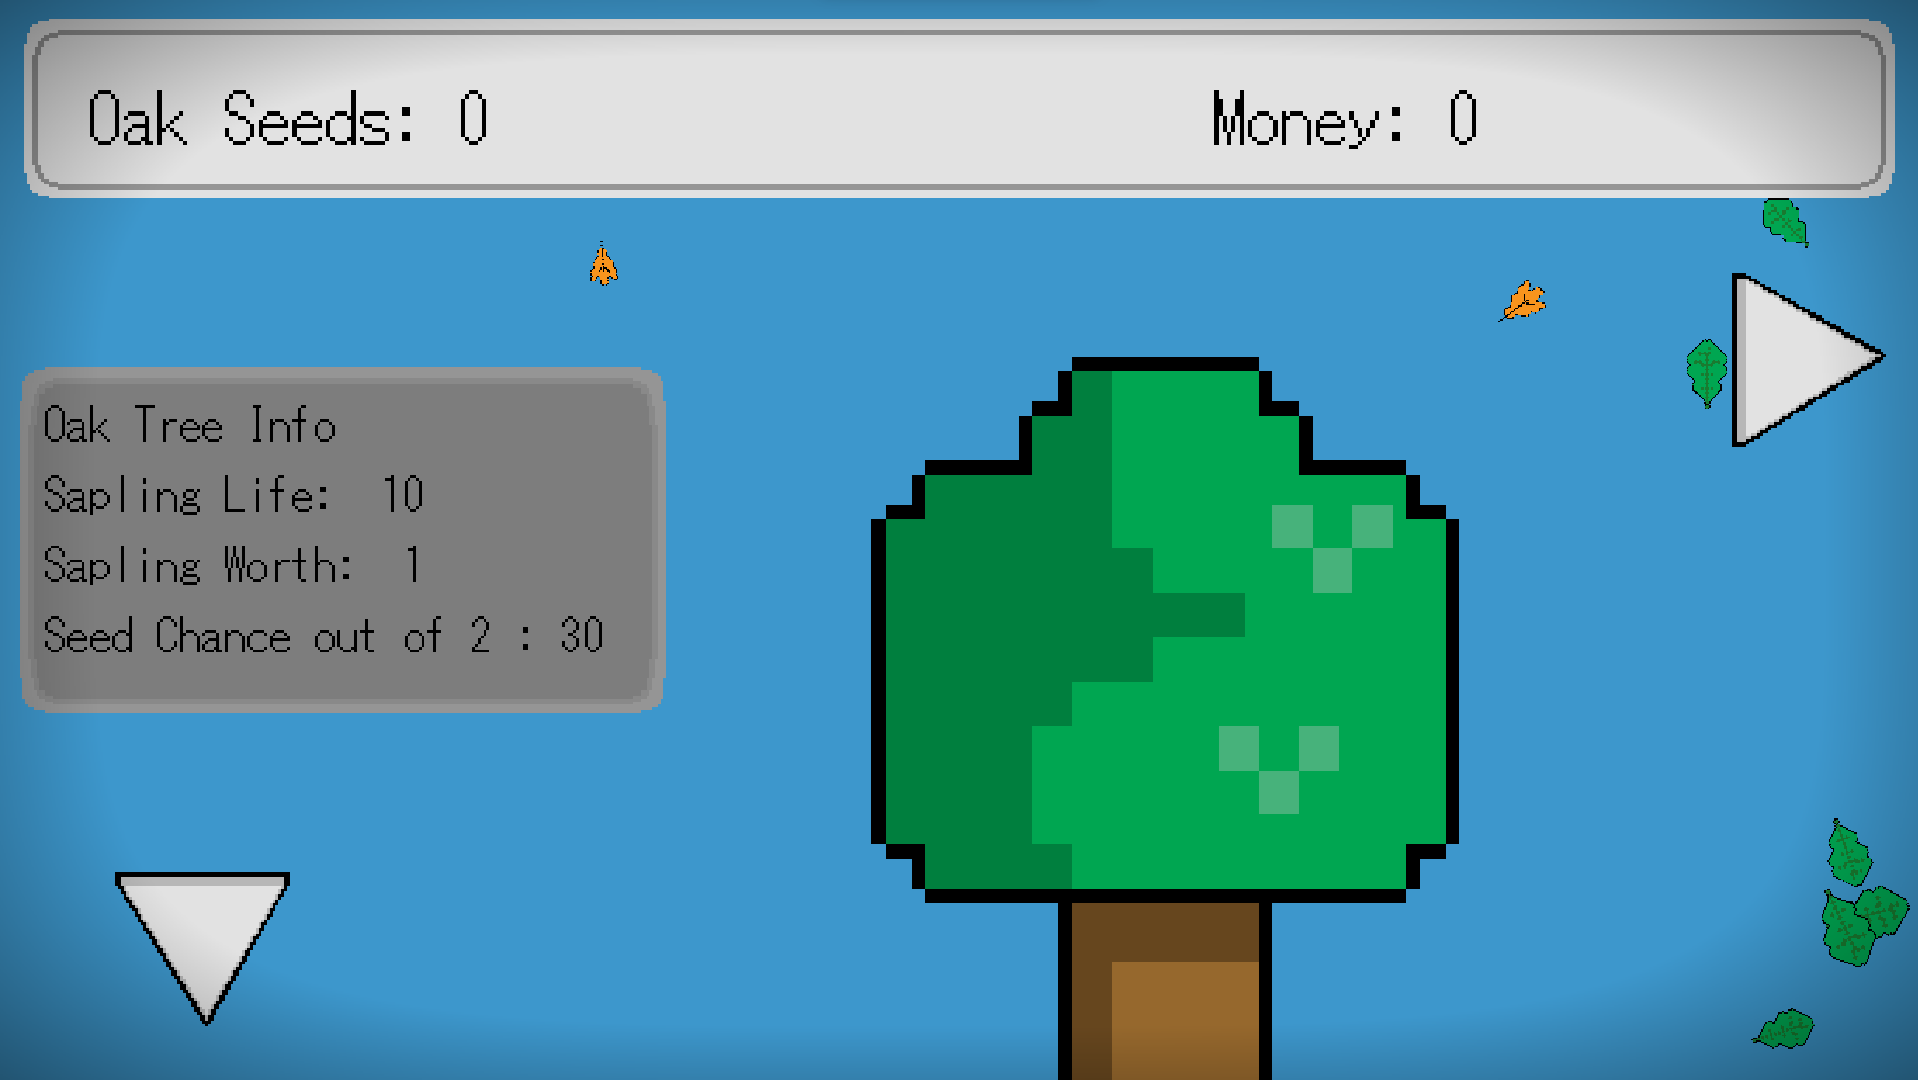 Oak Seeds: 0
Money: 0
Oak Tree Info
Sapling Life: 10
Sapling Worth: 1
Seed Chance out of 2 : 30